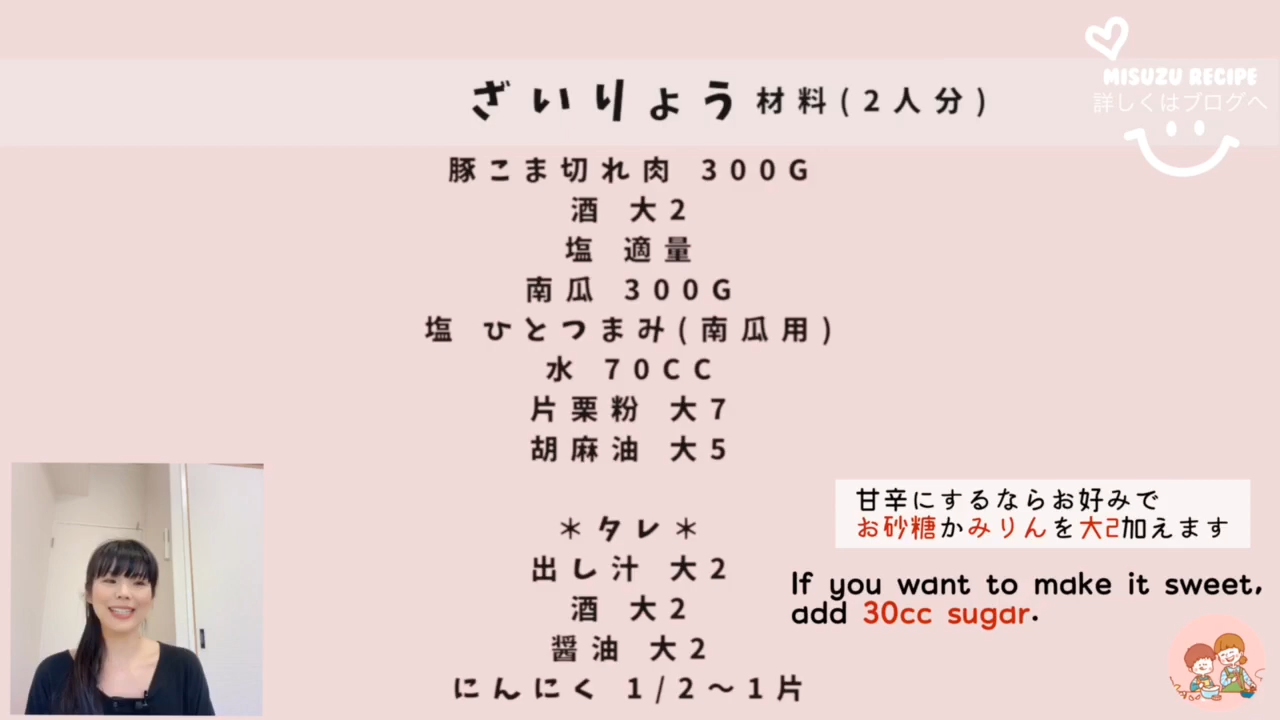 ざいりょう 材料(2人分)
MISUZU RECIPE
詳しくはブログへ
豚こま切れ肉 300G
酒 大2
塩 適量
南瓜 300G
塩 ひとつまみ(南瓜用)
水 70CC
片栗粉 大7
胡麻油 大5
＊タレ＊
出し汁 大2
酒 大2
醤油 大2
にんにく 1/2～1片
甘辛にするならお好みで
お砂糖かみりんを大2加えます
If you want to make it sweet,
add 30cc sugar.